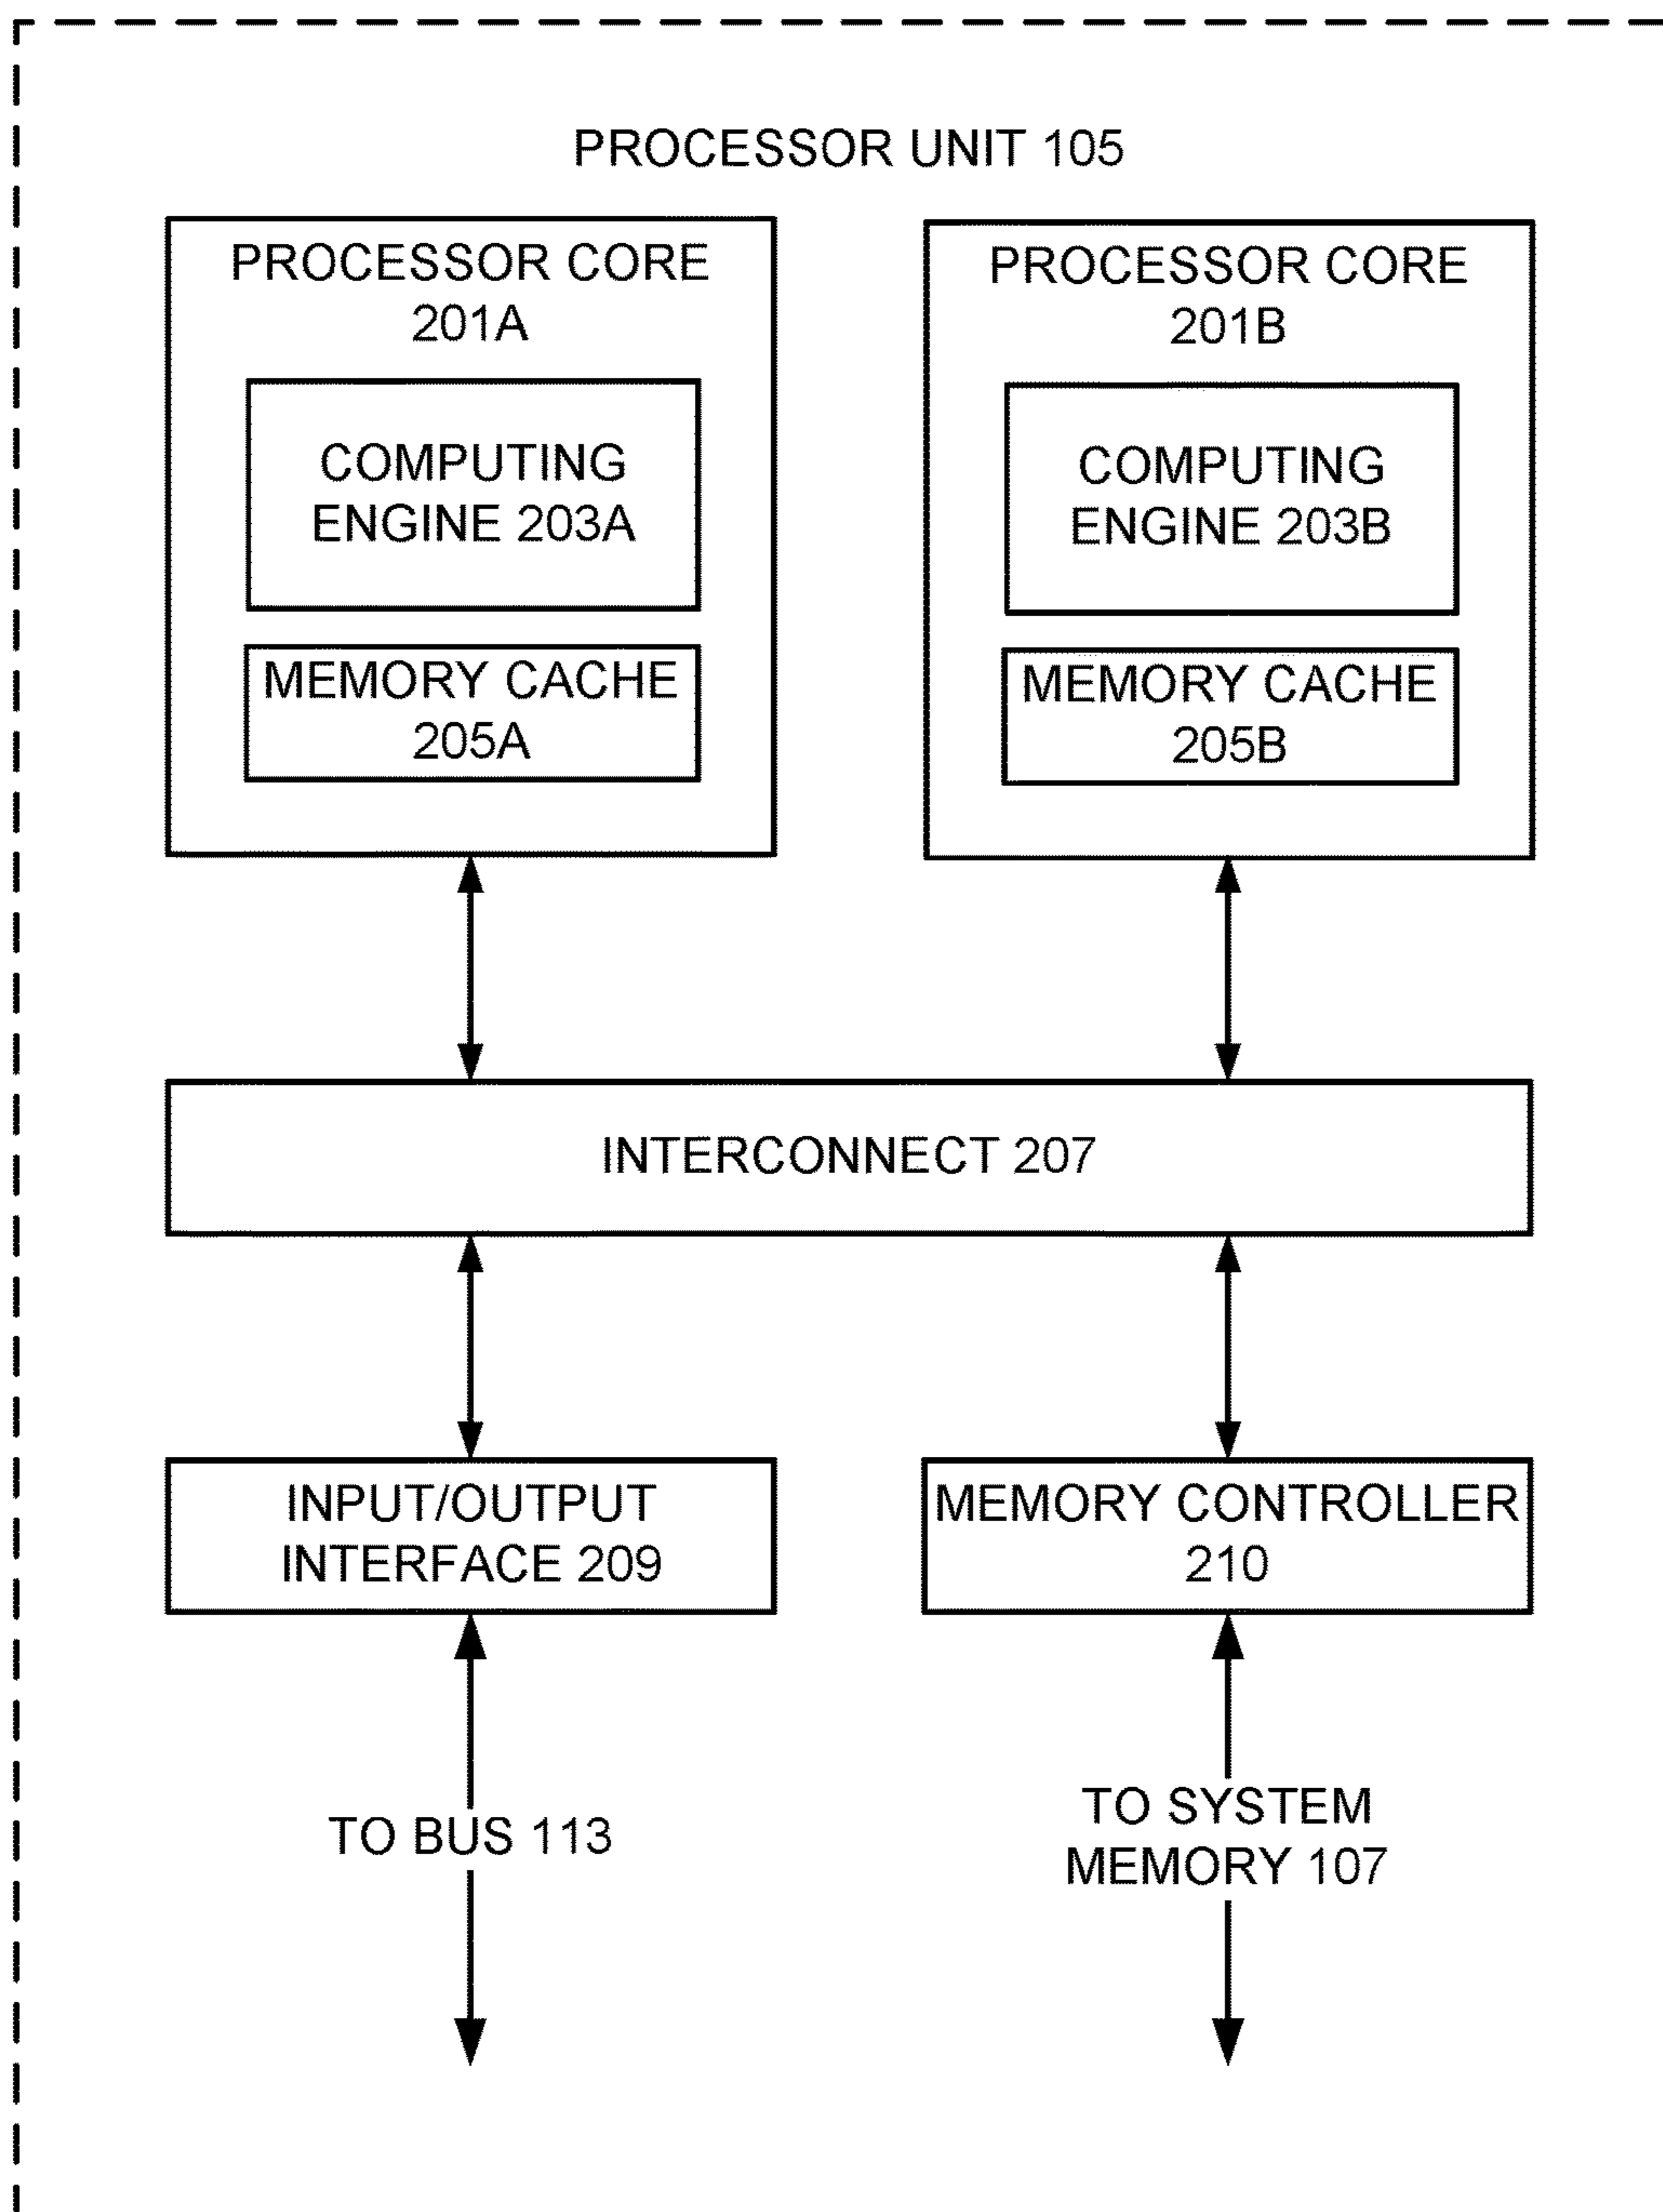 PROCESSOR UNIT 105
PROCESSOR CORE
201A
COMPUTING
ENGINE 203A
MEMORY CACHE
205A
PROCESSOR CORE
201B
COMPUTING
ENGINE 203B
MEMORY CACHE
205B
INTERCONNECT 207
INPUT/OUTPUT
INTERFACE 209
MEMORY CONTROLLER
210
TO BUS 113
TO SYSTEM
MEMORY 107